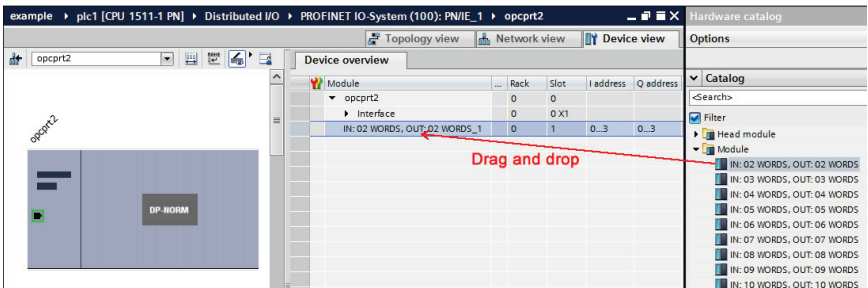 example ▸ plc1 [CPU 1511-1 PN] ▸ Distributed I/O ▸ PROFINET IO-System (100): PN/IE_1 ▸ opcprt2
Hardware catalog
Topology view Network view Device view
Options
opcprt2
Device overview
Module ... Rack Slot I address Q address
opcprt2 0 0
Interface 0 0 X1
IN: 02 WORDS, OUT: 02 WORDS_1 0 1 0...3 0...3
opcprt2
DP-NORM
Drag and drop
Catalog
<Search>
Filter
Head module
Module
IN: 02 WORDS, OUT: 02 WORDS
IN: 03 WORDS, OUT: 03 WORDS
IN: 04 WORDS, OUT: 04 WORDS
IN: 05 WORDS, OUT: 05 WORDS
IN: 06 WORDS, OUT: 06 WORDS
IN: 07 WORDS, OUT: 07 WORDS
IN: 08 WORDS, OUT: 08 WORDS
IN: 09 WORDS, OUT: 09 WORDS
IN: 10 WORDS, OUT: 10 WORDS